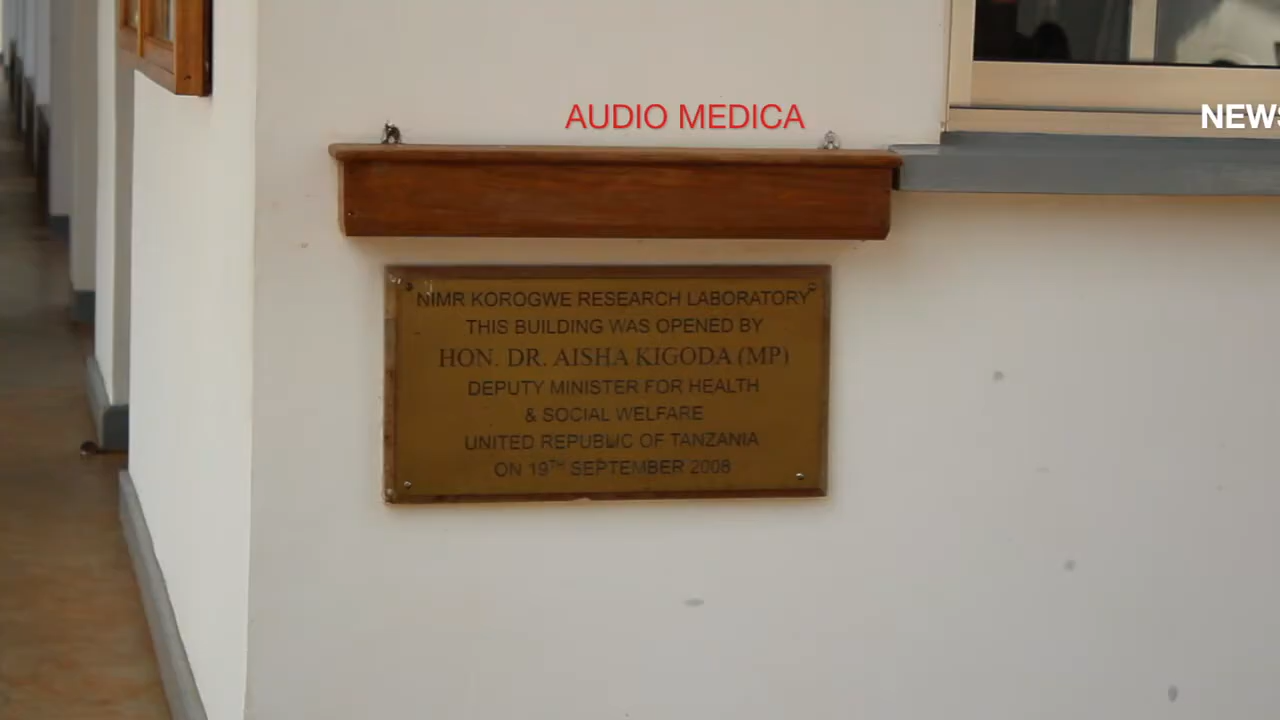 AUDIO MEDICA
NEWS
NIMR KOROGWE RESEARCH LABORATORY
THIS BUILDING WAS OPENED BY
HON. DR. AISHA KIGODA (MP)
DEPUTY MINISTER FOR HEALTH
& SOCIAL WELFARE
UNITED REPUBLIC OF TANZANIA
ON 19TH SEPTEMBER 2008